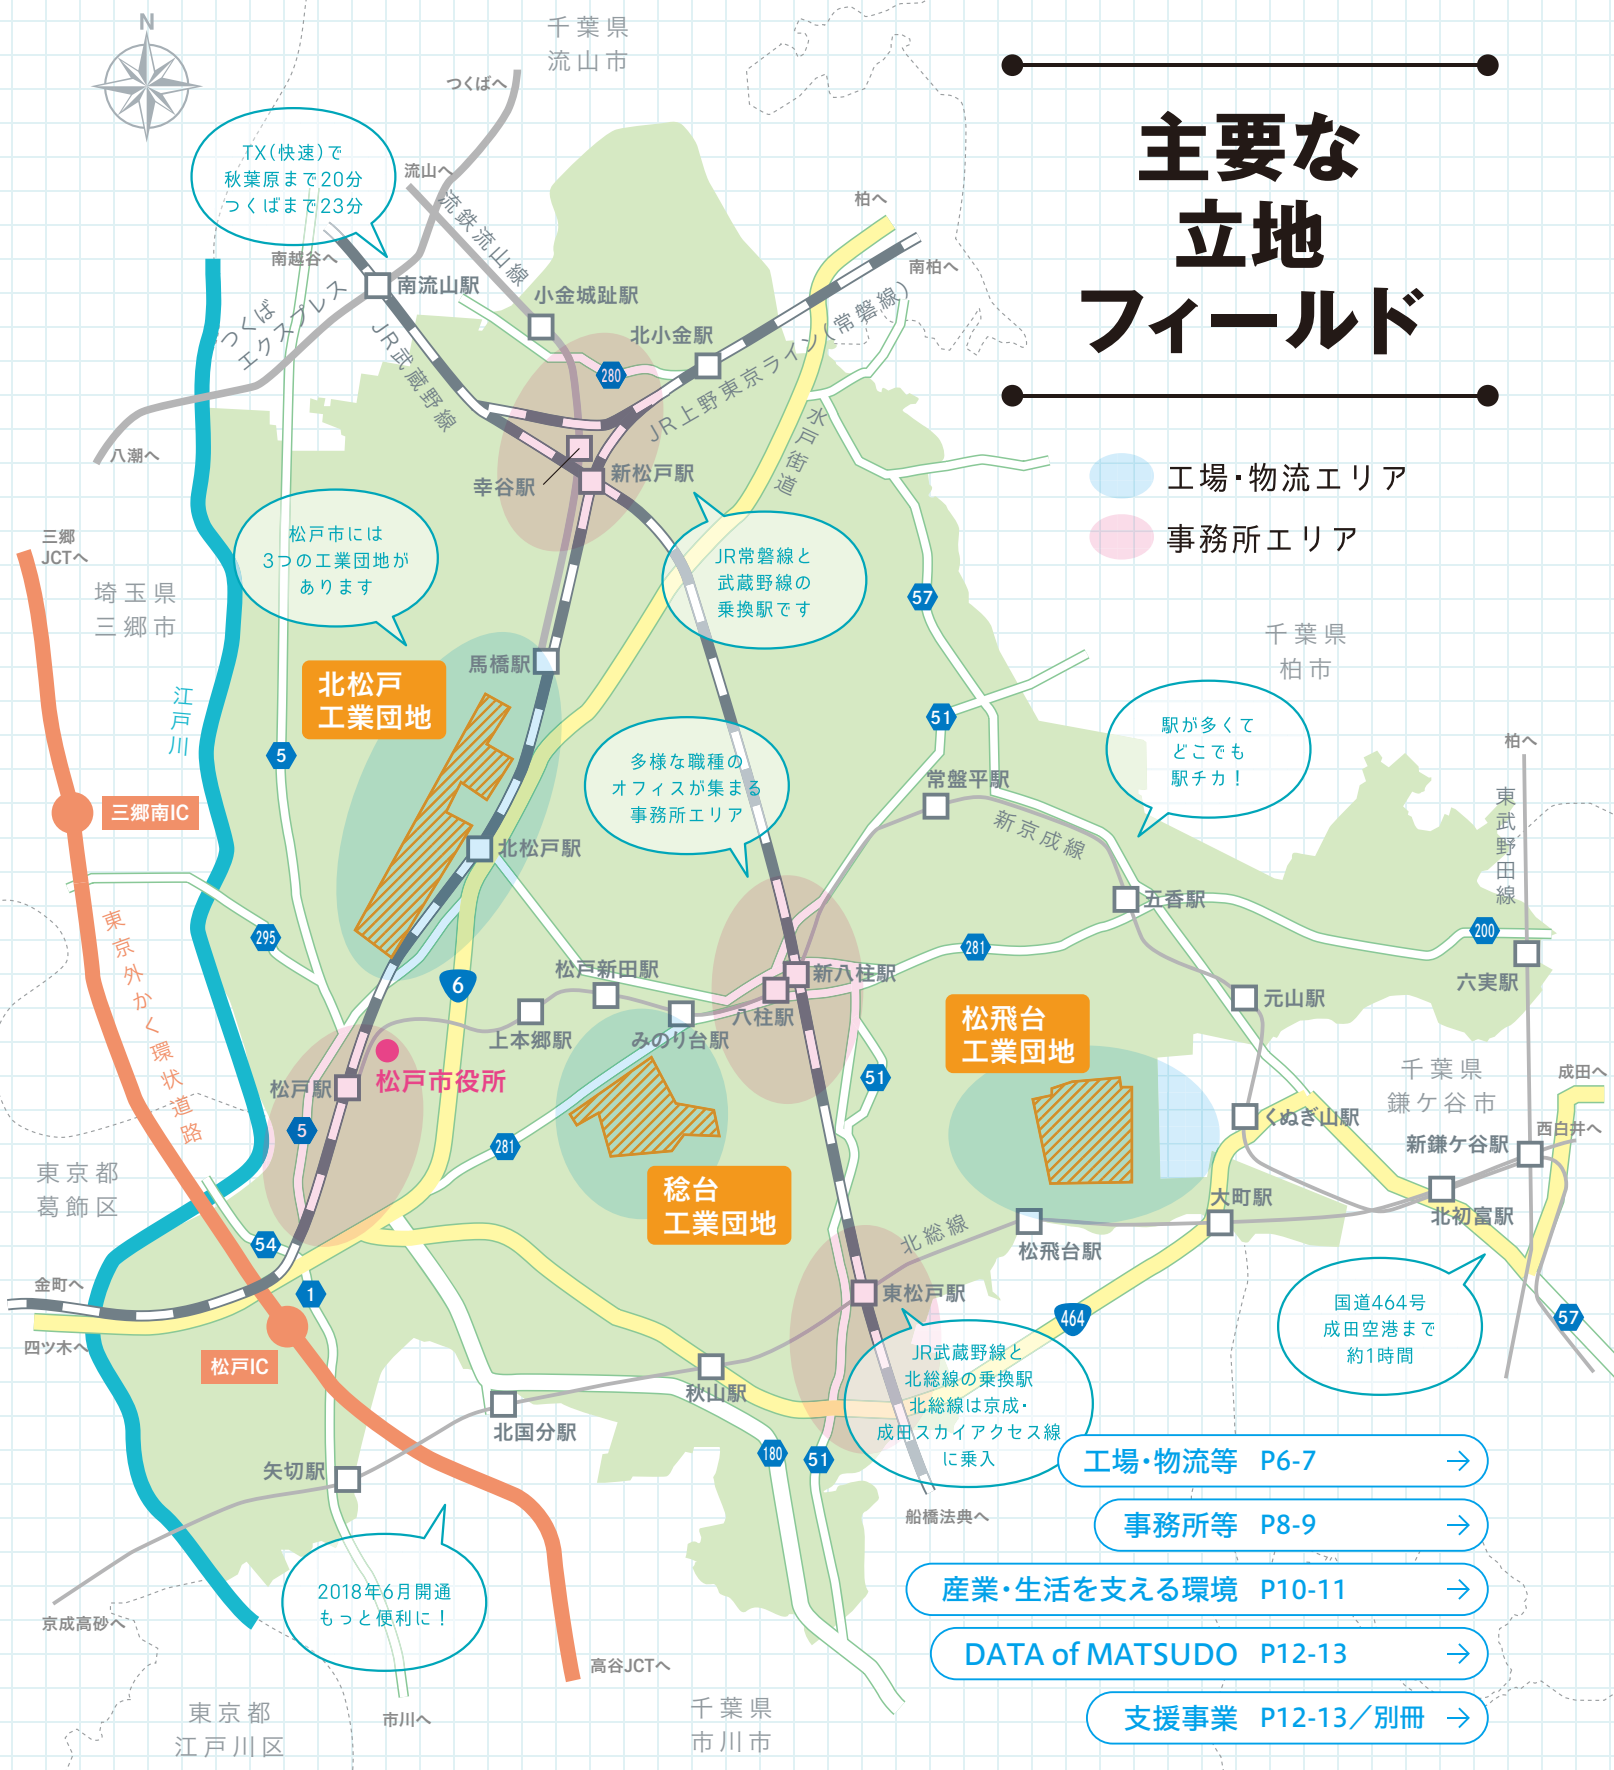 N
千葉県
流山市
つくばへ
TX(快速)で
秋葉原まで20分
つくばまで23分
流山へ
流鉄流山線
柏へ
南越谷へ
南流山駅
南柏へ
つくば
エクスプレス
小金城趾駅
北小金駅
JR武蔵野線
280
JR上野東京ライン(常磐線)
水戸街道
八潮へ
幸谷駅
新松戸駅
主要な
立地
フィールド
工場・物流エリア
事務所エリア
三郷
JCTへ
埼玉県
三郷市
松戸市には
3つの工業団地が
あります
JR常磐線と
武蔵野線の
乗換駅です
57
千葉県
柏市
江戸川
北松戸
工業団地
馬橋駅
5
51
駅が多くて
どこでも
駅チカ!
柏へ
東武野田線
三郷南IC
多様な職種の
オフィスが集まる
事務所エリア
常盤平駅
新京成線
北松戸駅
五香駅
東京外かく環状道路
295
281
200
6
松戸新田駅
新八柱駅
六実駅
上本郷駅
みのり台駅
八柱駅
元山駅
松飛台
工業団地
松戸駅
松戸市役所
51
千葉県
鎌ケ谷市
成田へ
5
281
くぬぎ山駅
西白井へ
新鎌ケ谷駅
東京都
葛飾区
稔台
工業団地
大町駅
北初富駅
54
北総線
松飛台駅
金町へ
1
東松戸駅
464
国道464号
成田空港まで
約1時間
57
四ツ木へ
松戸IC
JR武蔵野線と
北総線の乗換駅
北総線は京成・
成田スカイアクセス線
に乗入
秋山駅
北国分駅
180
51
矢切駅
船橋法典へ
工場・物流等 P6-7 →
事務所等 P8-9 →
産業・生活を支える環境 P10-11 →
DATA of MATSUDO P12-13 →
支援事業 P12-13／別冊 →
2018年6月開通
もっと便利に!
京成高砂へ
高谷JCTへ
東京都
江戸川区
市川へ
千葉県
市川市